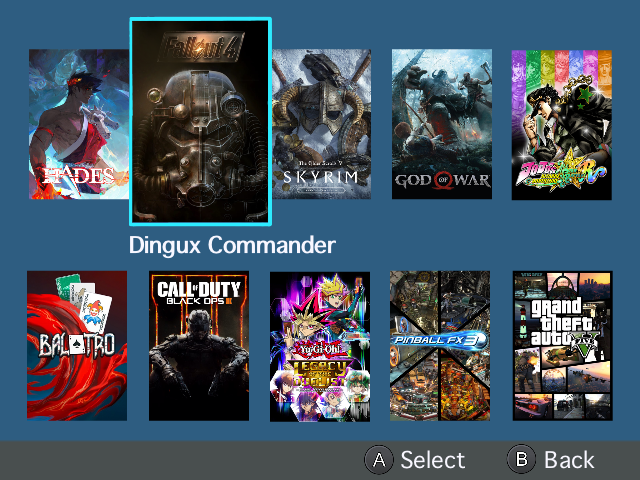 HADES
Fallout 4
The Elder Scrolls V
SKYRIM
GOD OF WAR
JOJO'S
Dingux Commander
BALATRO
CALL OF DUTY
BLACK OPS III
Yu-Gi-Oh!
LEGACY
OF THE
DUELIST
PINBALL FX3
grand
theft
auto
V
A Select
B Back